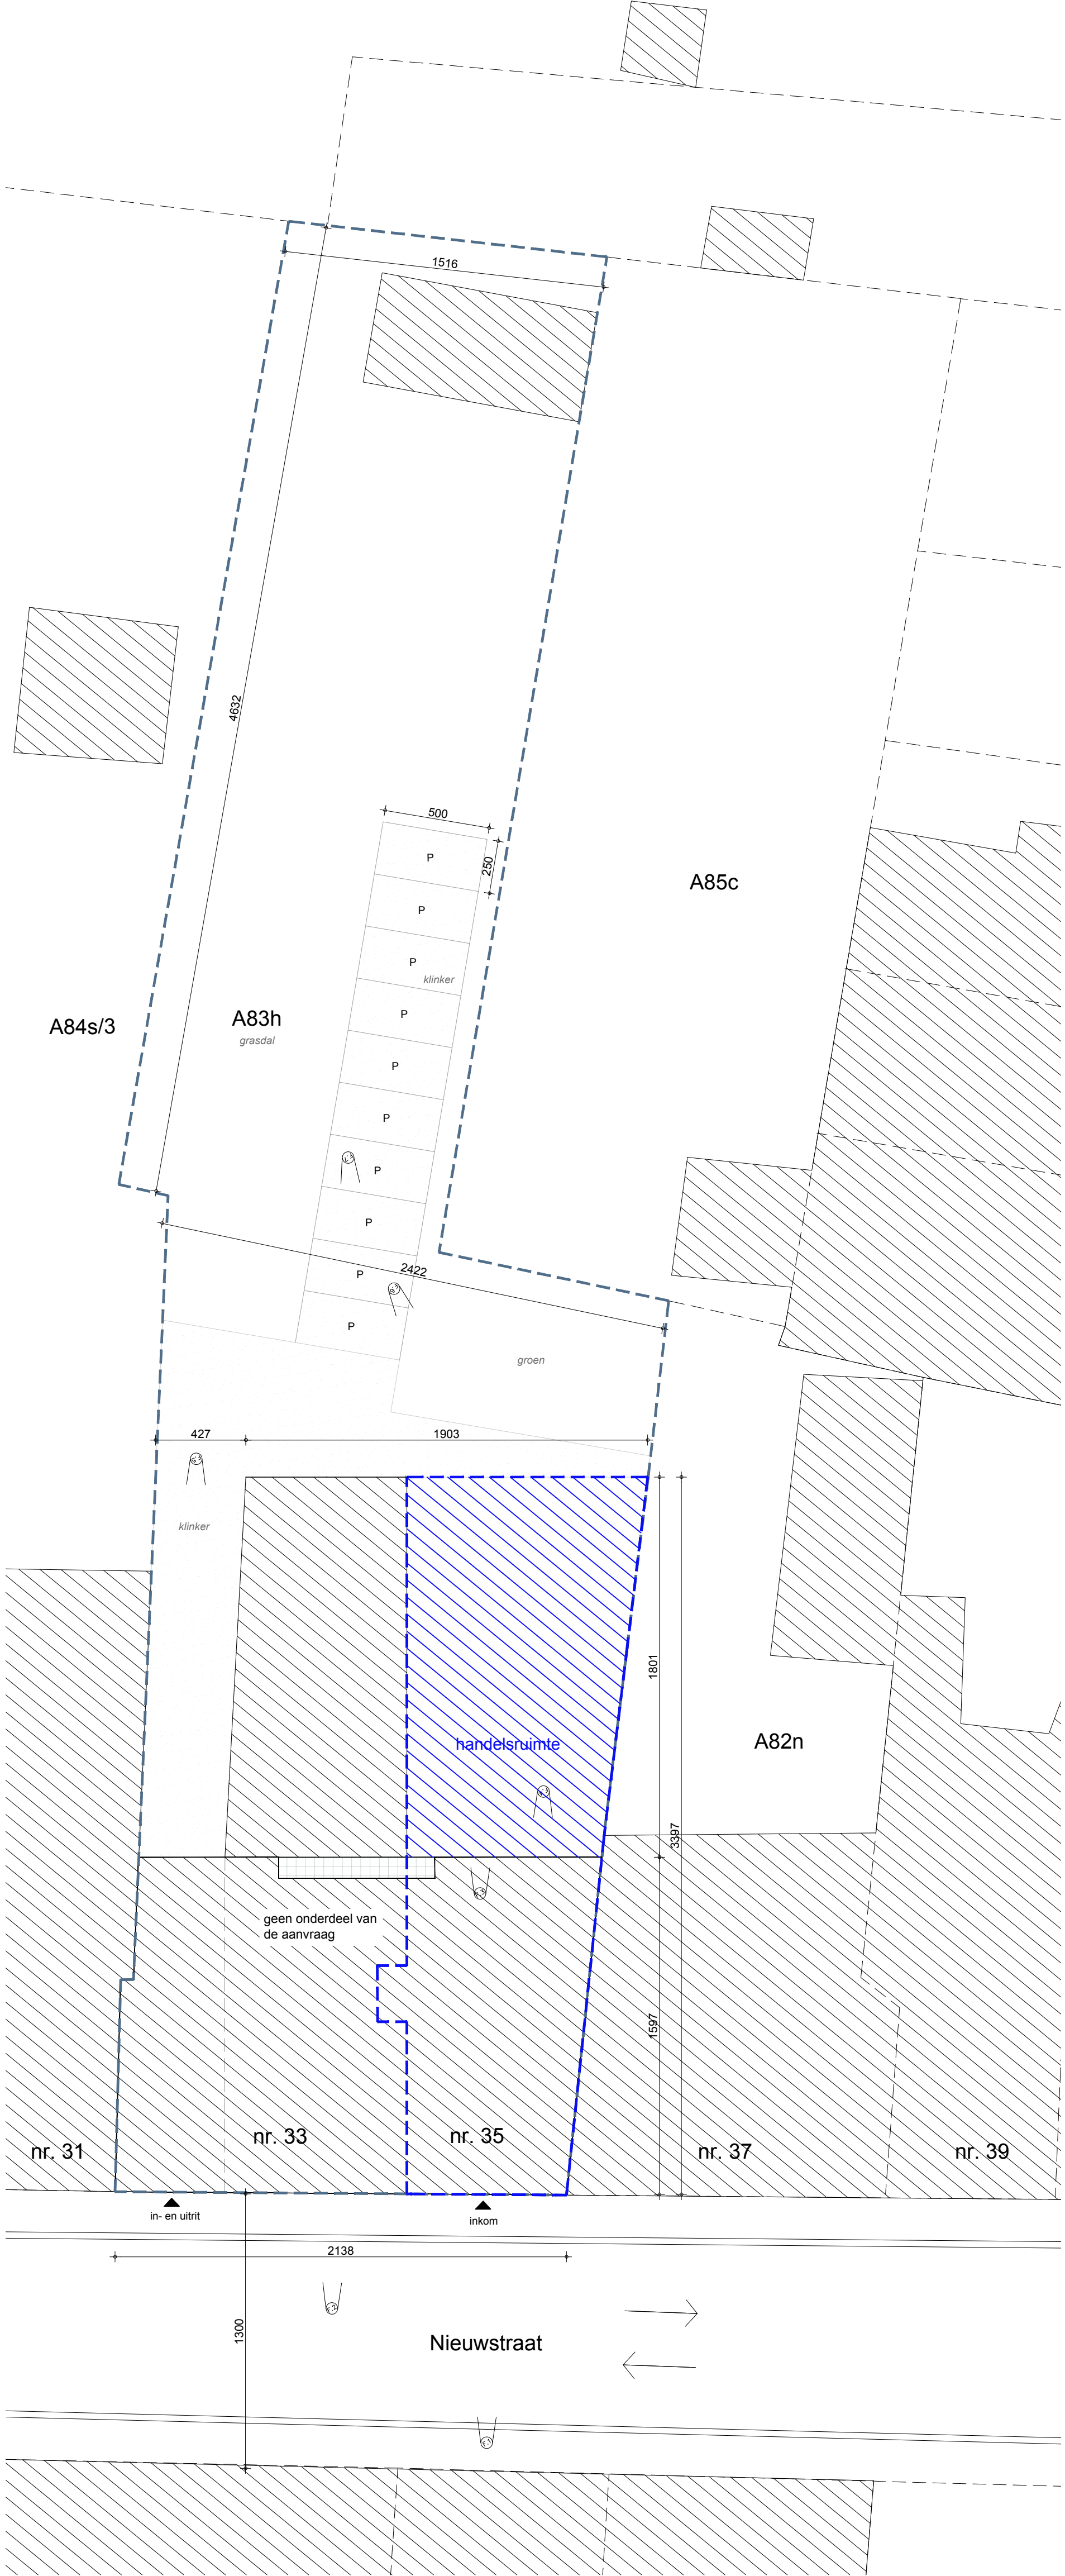 1516
4632
500
250
P
P
P
klinker
P
P
P
P
P
P
P
A85c
A84s/3
A83h
grasdal
2422
groen
427
1903
klinker
1801
handelsruimte
A82n
3397
geen onderdeel van
de aanvraag
1597
nr. 31
nr. 33
nr. 35
nr. 37
nr. 39
in- en uitrit
inkom
2138
1300
Nieuwstraat